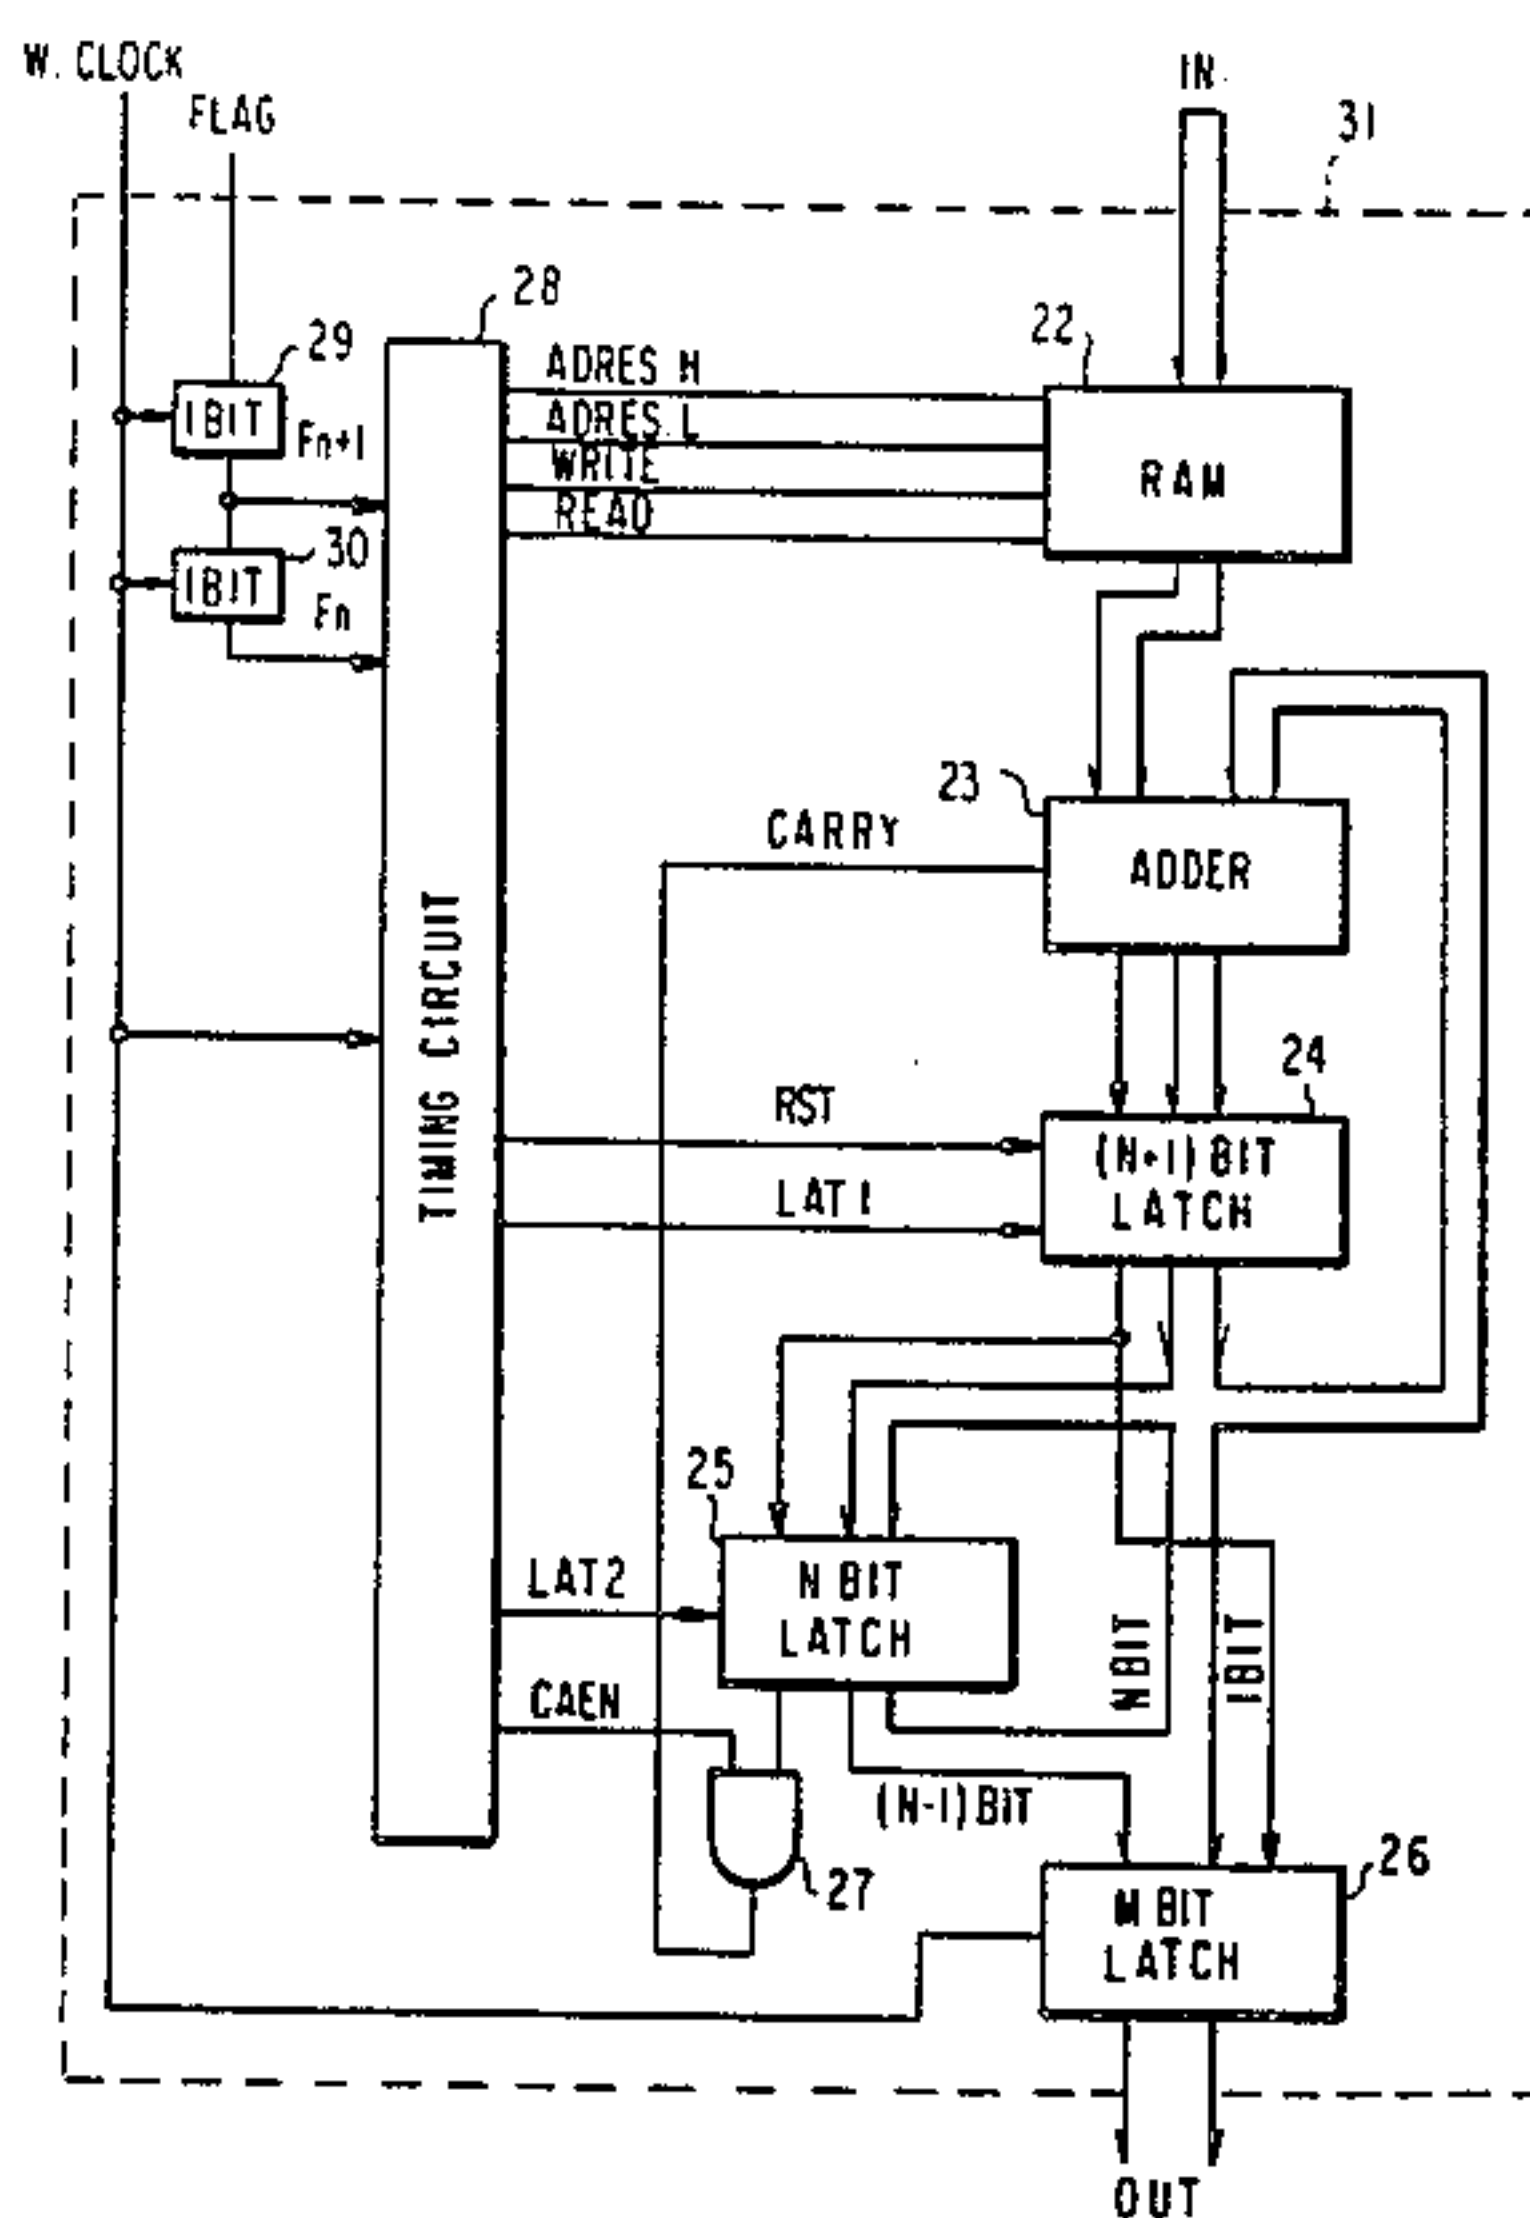 W. CLOCK
FLAG
IN
31
28
22
29
1BIT
Fn+1
ADRES H
ADRES L
WRITE
READ
RAM
30
1BIT
Fn
23
CARRY
ADDER
TIMING CIRCUIT
24
RST
(N+1) BIT
LATCH
LAT1
25
LAT2
N BIT
LATCH
NBIT
1BIT
CAEN
(N-1) BIT
27
26
M BIT
LATCH
OUT